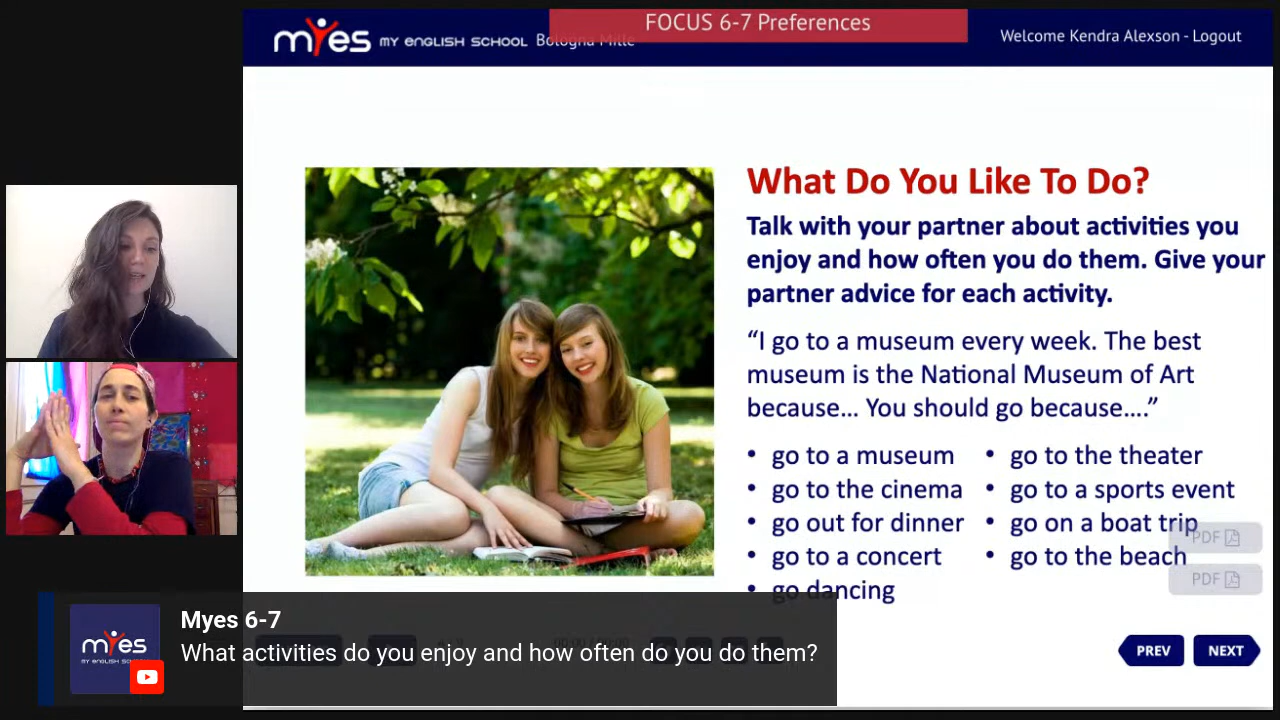 FOCUS 6-7 Preferences
myes MY ENGLISH SCHOOL Bologna Mille
Welcome Kendra Alexson - Logout
What Do You Like To Do?
Talk with your partner about activities you
enjoy and how often you do them. Give your
partner advice for each activity.
“I go to a museum every week. The best
museum is the National Museum of Art
because... You should go because....”
• go to a museum
• go to the cinema
• go out for dinner
• go to a concert
• go dancing
• go to the theater
• go to a sports event
• go on a boat trip
• go to the beach
PDF
PDF
myes
MY ENGLISH SCHOOL
Myes 6-7
What activities do you enjoy and how often do you do them?
PREV
NEXT